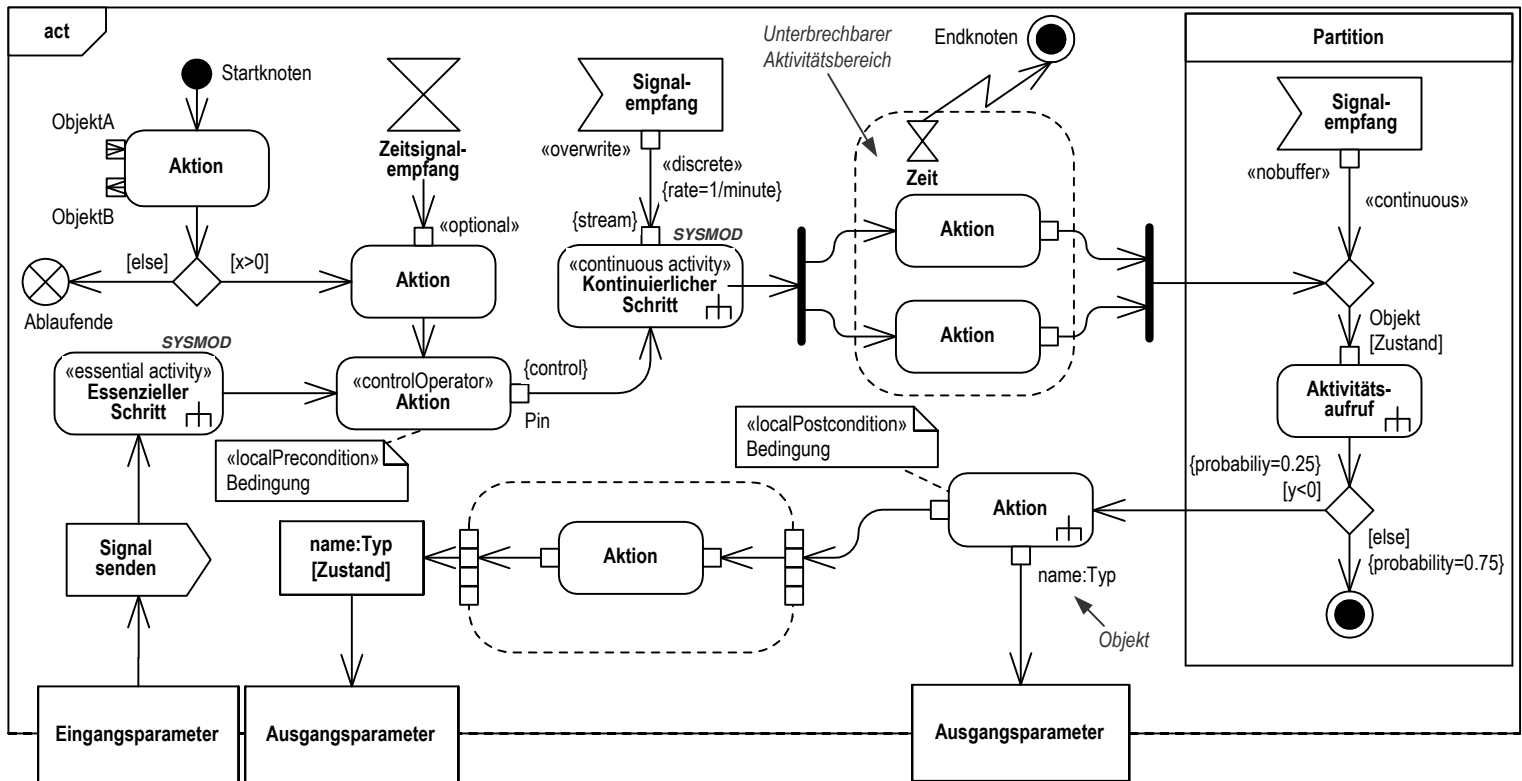 act
Startknoten
ObjektA
Aktion
ObjektB
[else]
[x>0]
Ablaufende
Zeitsignal-
empfang
«optional»
Aktion
Signal-
empfang
«overwrite»
«discrete»
{rate=1/minute}
{stream}
SYSMOD
«continuous activity»
Kontinuierlicher
Schritt
Unterbrechbarer
Aktivitätsbereich
Endknoten
Zeit
Aktion
Aktion
Partition
Signal-
empfang
«nobuffer»
«continuous»
Objekt
[Zustand]
Aktivitäts-
aufruf
{probabiliy=0.25}
[y<0]
[else]
{probability=0.75}
SYSMOD
«essential activity»
Essenzieller
Schritt
«controlOperator»
Aktion
{control}
Pin
«localPrecondition»
Bedingung
«localPostcondition»
Bedingung
Aktion
name:Typ
Objekt
Aktion
name:Typ
[Zustand]
Signal
senden
Eingangsparameter
Ausgangsparameter
Ausgangsparameter